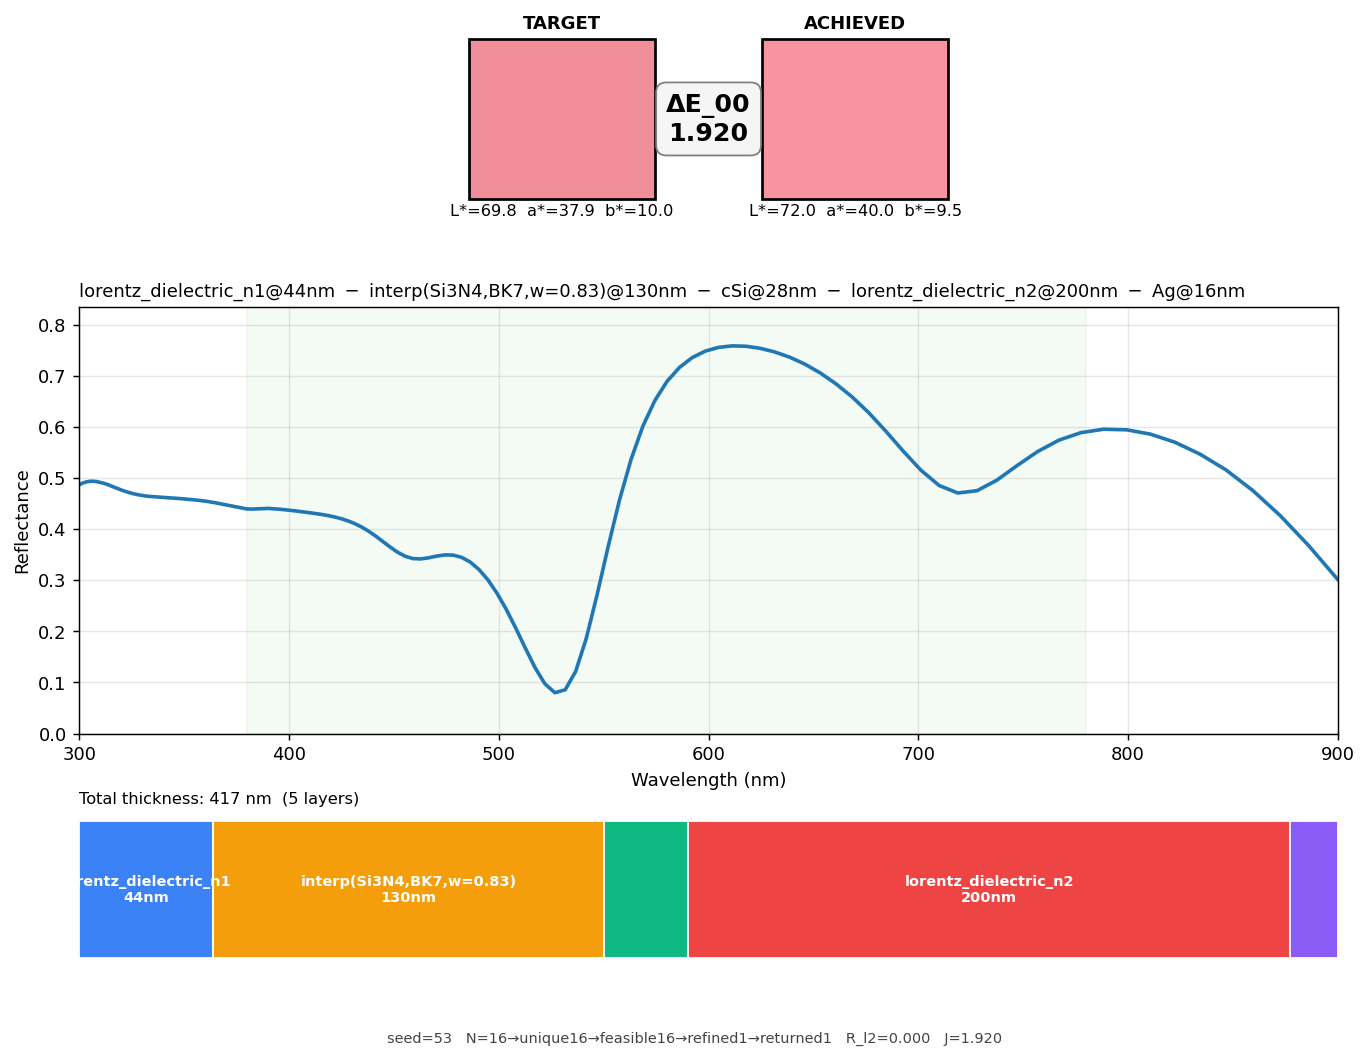 TARGET
ACHIEVED
ΔE_00
1.920
L*=69.8  a*=37.9  b*=10.0
L*=72.0  a*=40.0  b*=9.5
lorentz_dielectric_n1@44nm − interp(Si3N4,BK7,w=0.83)@130nm − cSi@28nm − lorentz_dielectric_n2@200nm − Ag@16nm
Reflectance
0.8
0.7
0.6
0.5
0.4
0.3
0.2
0.1
0.0
300
400
500
600
700
800
900
Wavelength (nm)
Total thickness: 417 nm  (5 layers)
rentz_dielectric_n1
44nm
interp(Si3N4,BK7,w=0.83)
130nm
lorentz_dielectric_n2
200nm
seed=53   N=16→unique16→feasible16→refined1→returned1   R_l2=0.000   J=1.920